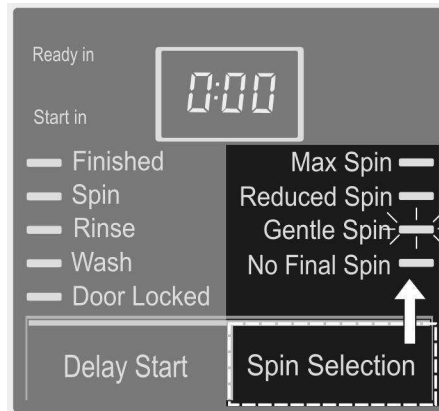 Ready in
0:00
Start in
Finished
Max Spin
Spin
Reduced Spin
Rinse
Gentle Spin
Wash
No Final Spin
Door Locked
Delay Start
Spin Selection